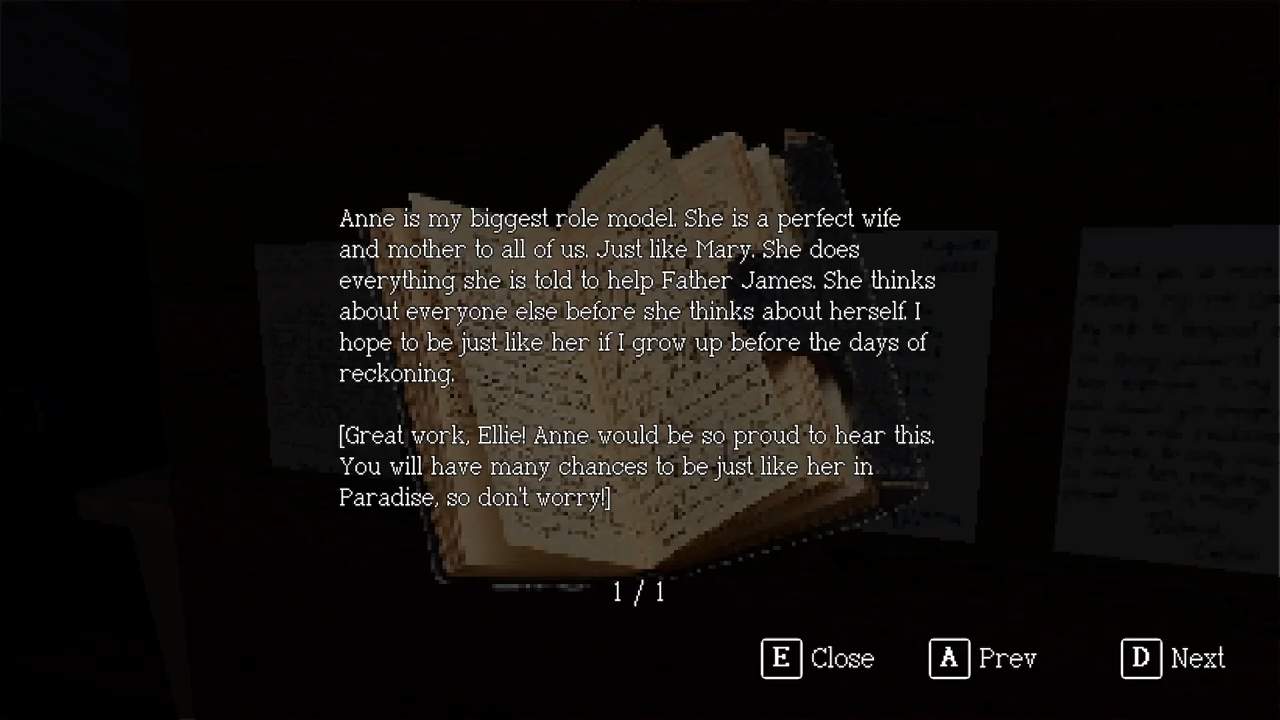 Anne is my biggest role model. She is a perfect wife
and mother to all of us. Just like Mary. She does
everything she is told to help Father James. She thinks
about everyone else before she thinks about herself. I
hope to be just like her if I grow up before the days of
reckoning.
[Great work, Ellie! Anne would be so proud to hear this.
You will have many chances to be just like her in
Paradise, so don't worry!]
1 / 1
E Close A Prev D Next